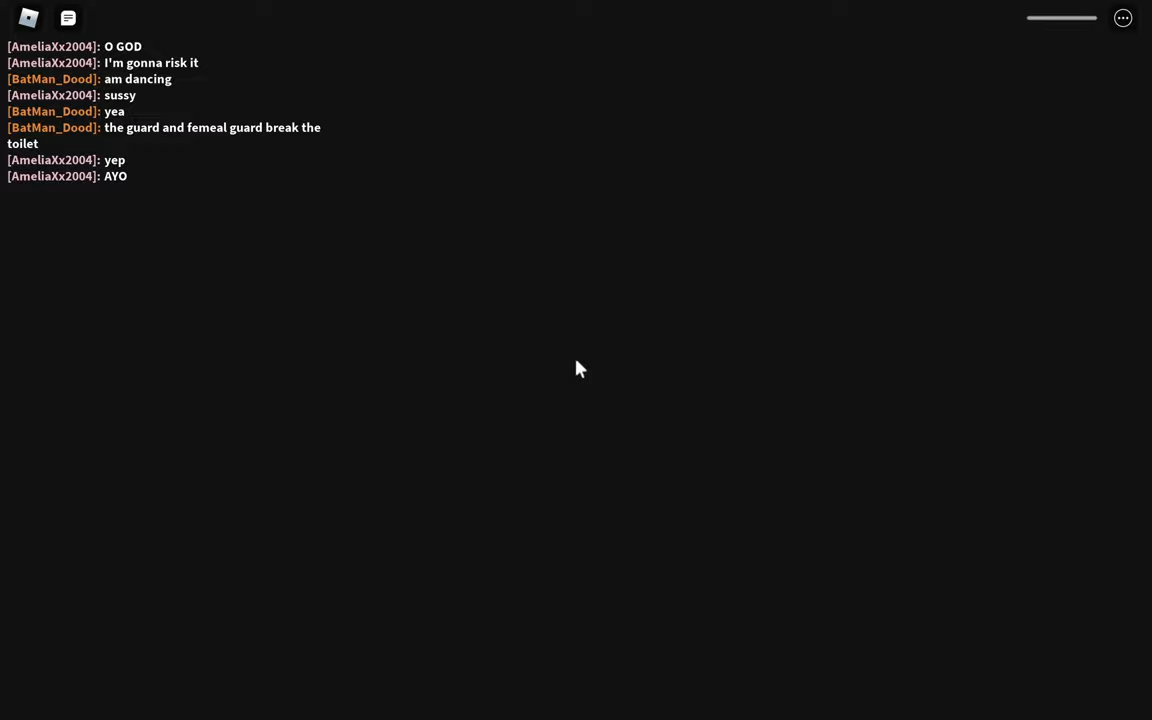 [AmeliaXx2004]: O GOD
[AmeliaXx2004]: I'm gonna risk it
[BatMan_Dood]: am dancing
[AmeliaXx2004]: sussy
[BatMan_Dood]: yea
[BatMan_Dood]: the guard and femeal guard break the
toilet
[AmeliaXx2004]: yep
[AmeliaXx2004]: AYO